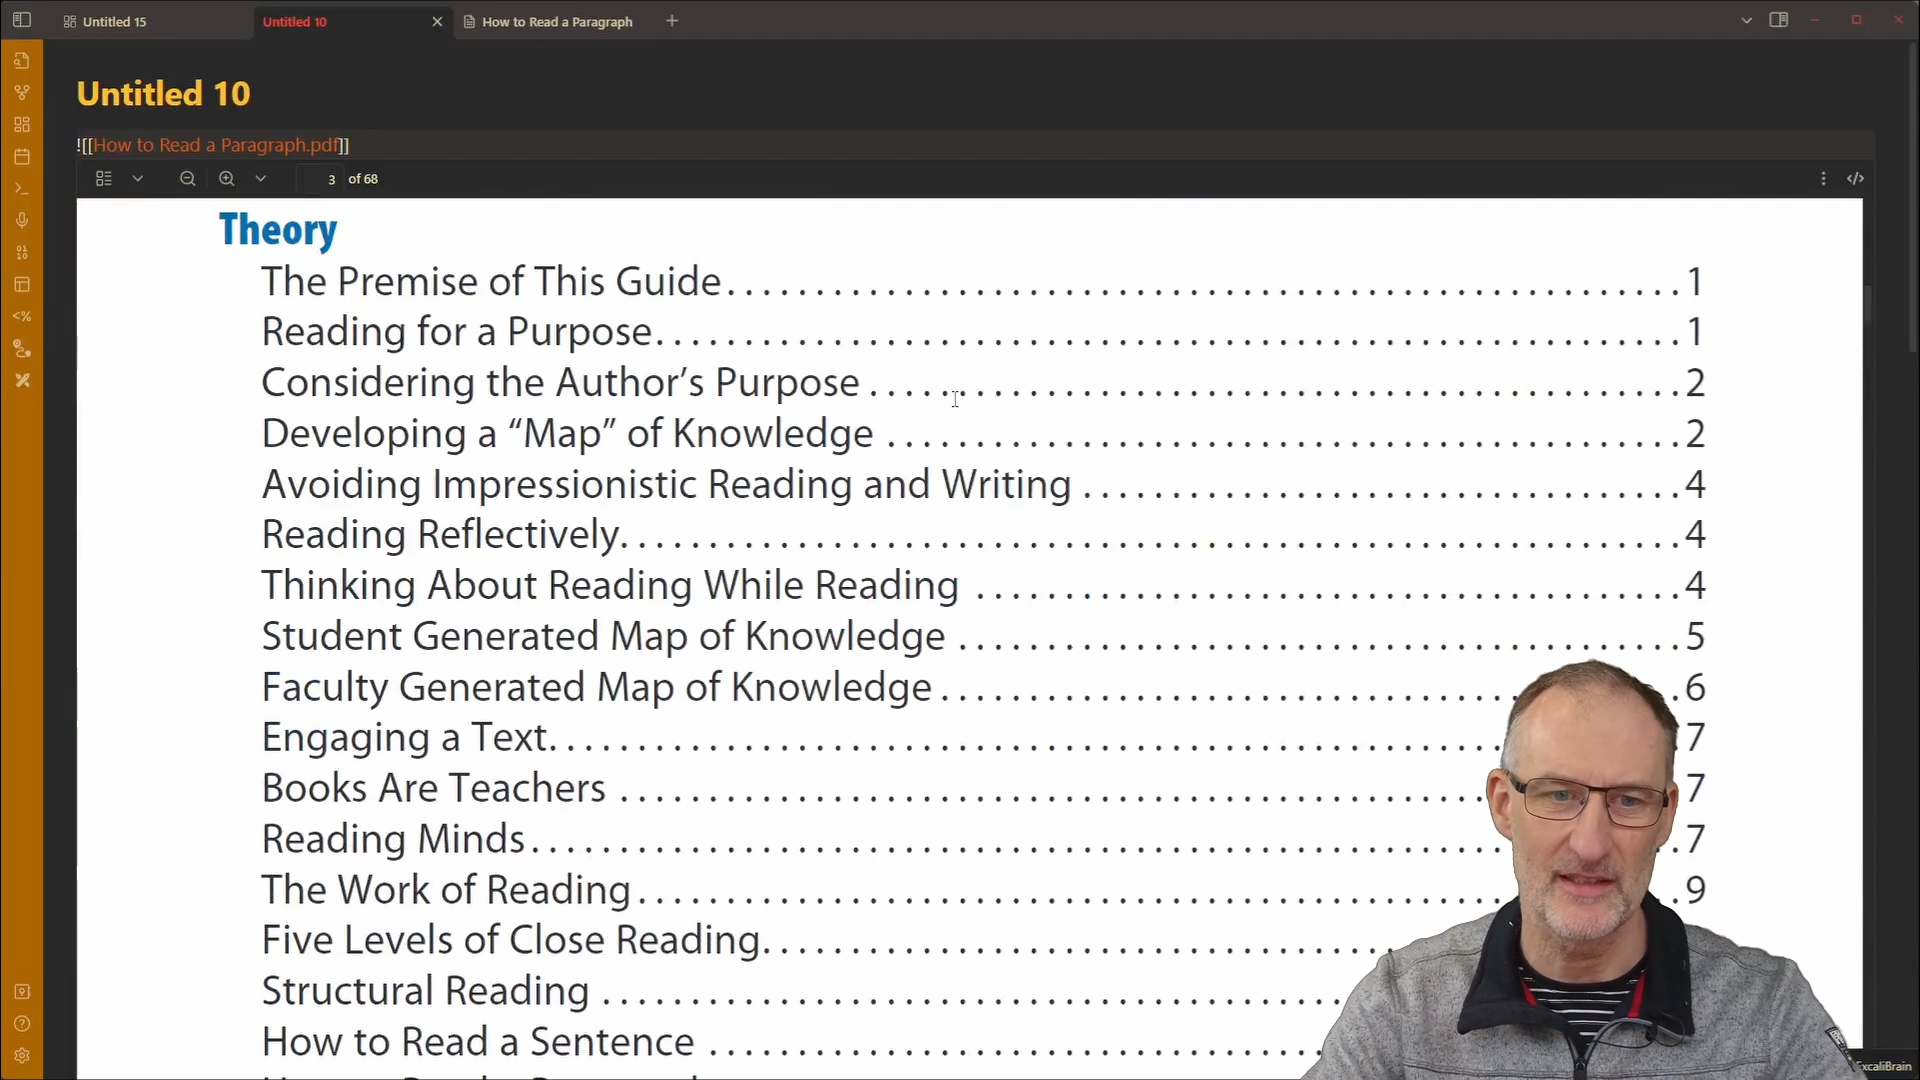 Untitled 15
Untitled 10
How to Read a Paragraph
Untitled 10
![[How to Read a Paragraph.pdf]]
3 of 68
Theory
The Premise of This Guide 1
Reading for a Purpose 1
Considering the Author’s Purpose 2
Developing a “Map” of Knowledge 2
Avoiding Impressionistic Reading and Writing 4
Reading Reflectively 4
Thinking About Reading While Reading 4
Student Generated Map of Knowledge 5
Faculty Generated Map of Knowledge 6
Engaging a Text 7
Books Are Teachers 7
Reading Minds 7
The Work of Reading 9
Five Levels of Close Reading
Structural Reading
How to Read a Sentence
ExcaliBrain